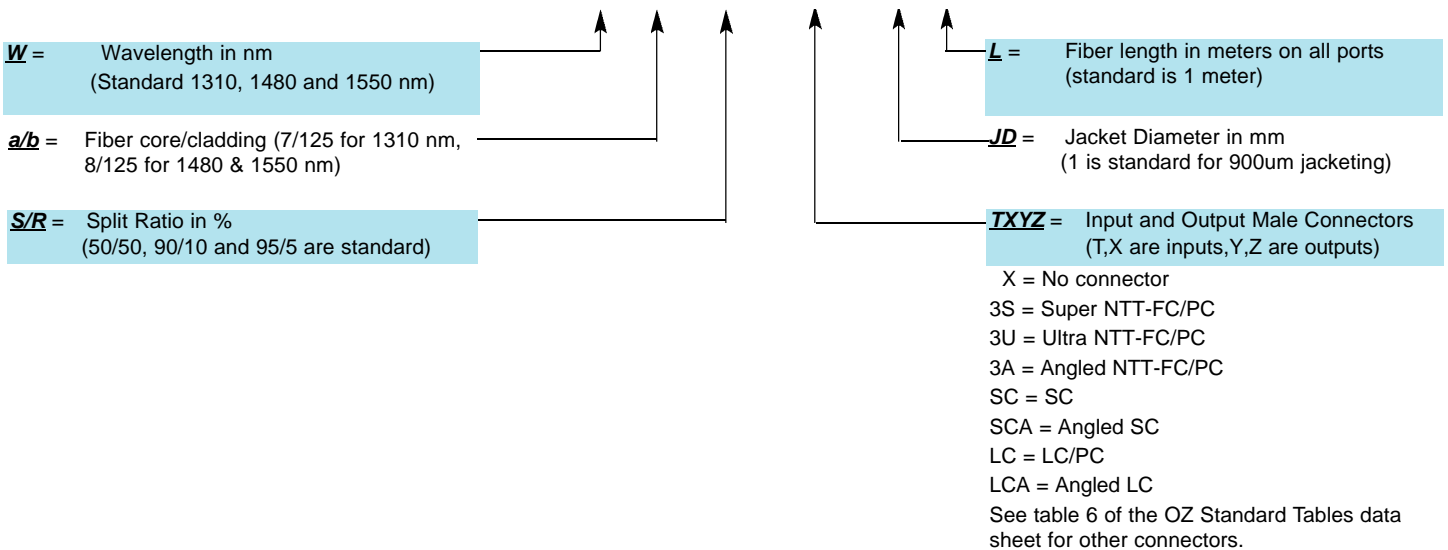 W = Wavelength in nm
(Standard 1310, 1480 and 1550 nm)
a/b = Fiber core/cladding (7/125 for 1310 nm,
8/125 for 1480 & 1550 nm)
S/R = Split Ratio in %
(50/50, 90/10 and 95/5 are standard)
L = Fiber length in meters on all ports
(standard is 1 meter)
JD = Jacket Diameter in mm
(1 is standard for 900um jacketing)
TXYZ = Input and Output Male Connectors
(T,X are inputs,Y,Z are outputs)
X = No connector
3S = Super NTT-FC/PC
3U = Ultra NTT-FC/PC
3A = Angled NTT-FC/PC
SC = SC
SCA = Angled SC
LC = LC/PC
LCA = Angled LC
See table 6 of the OZ Standard Tables data
sheet for other connectors.